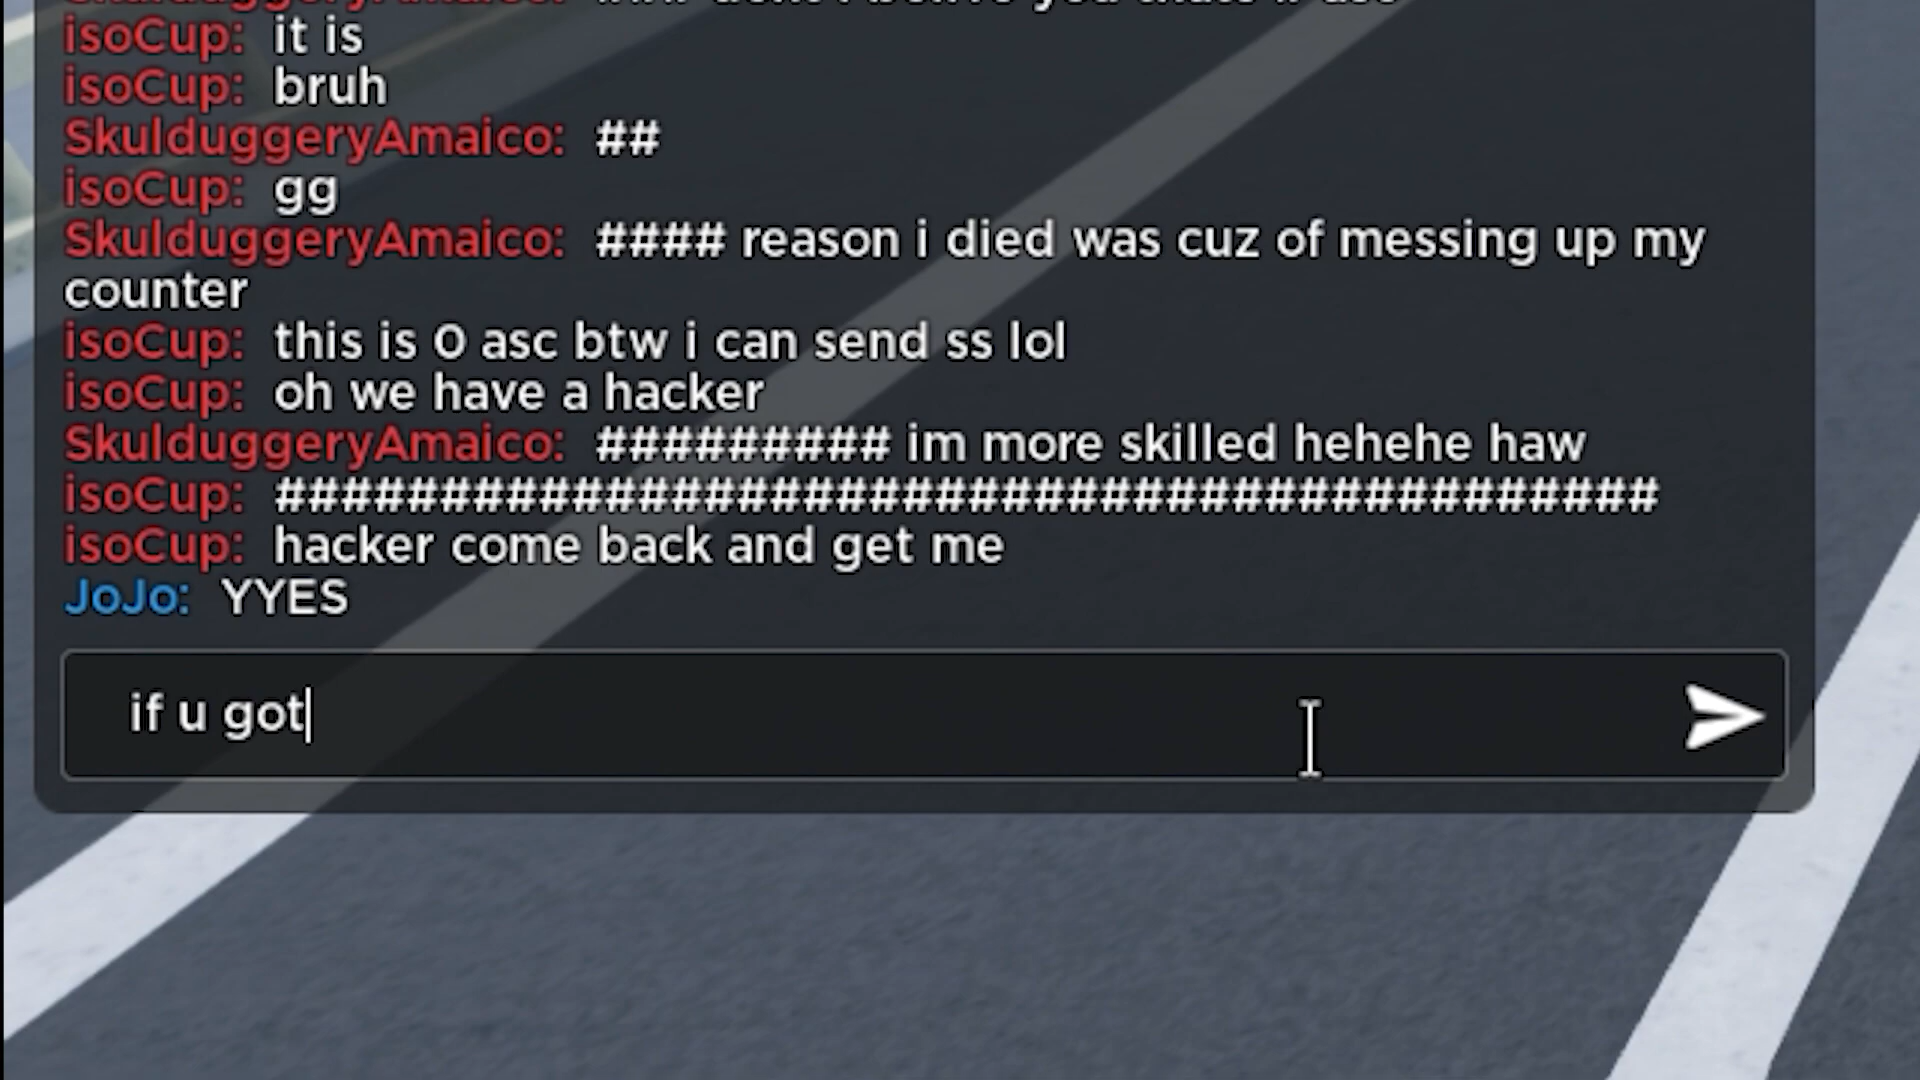 isoCup: it is
isoCup: bruh
SkulduggeryAmaico: ##
isoCup: gg
SkulduggeryAmaico: #### reason i died was cuz of messing up my
counter
isoCup: this is 0 asc btw i can send ss lol
isoCup: oh we have a hacker
SkulduggeryAmaico: ######### im more skilled hehehe haw
isoCup: ##########################################
isoCup: hacker come back and get me
JoJo: YYES
if u got